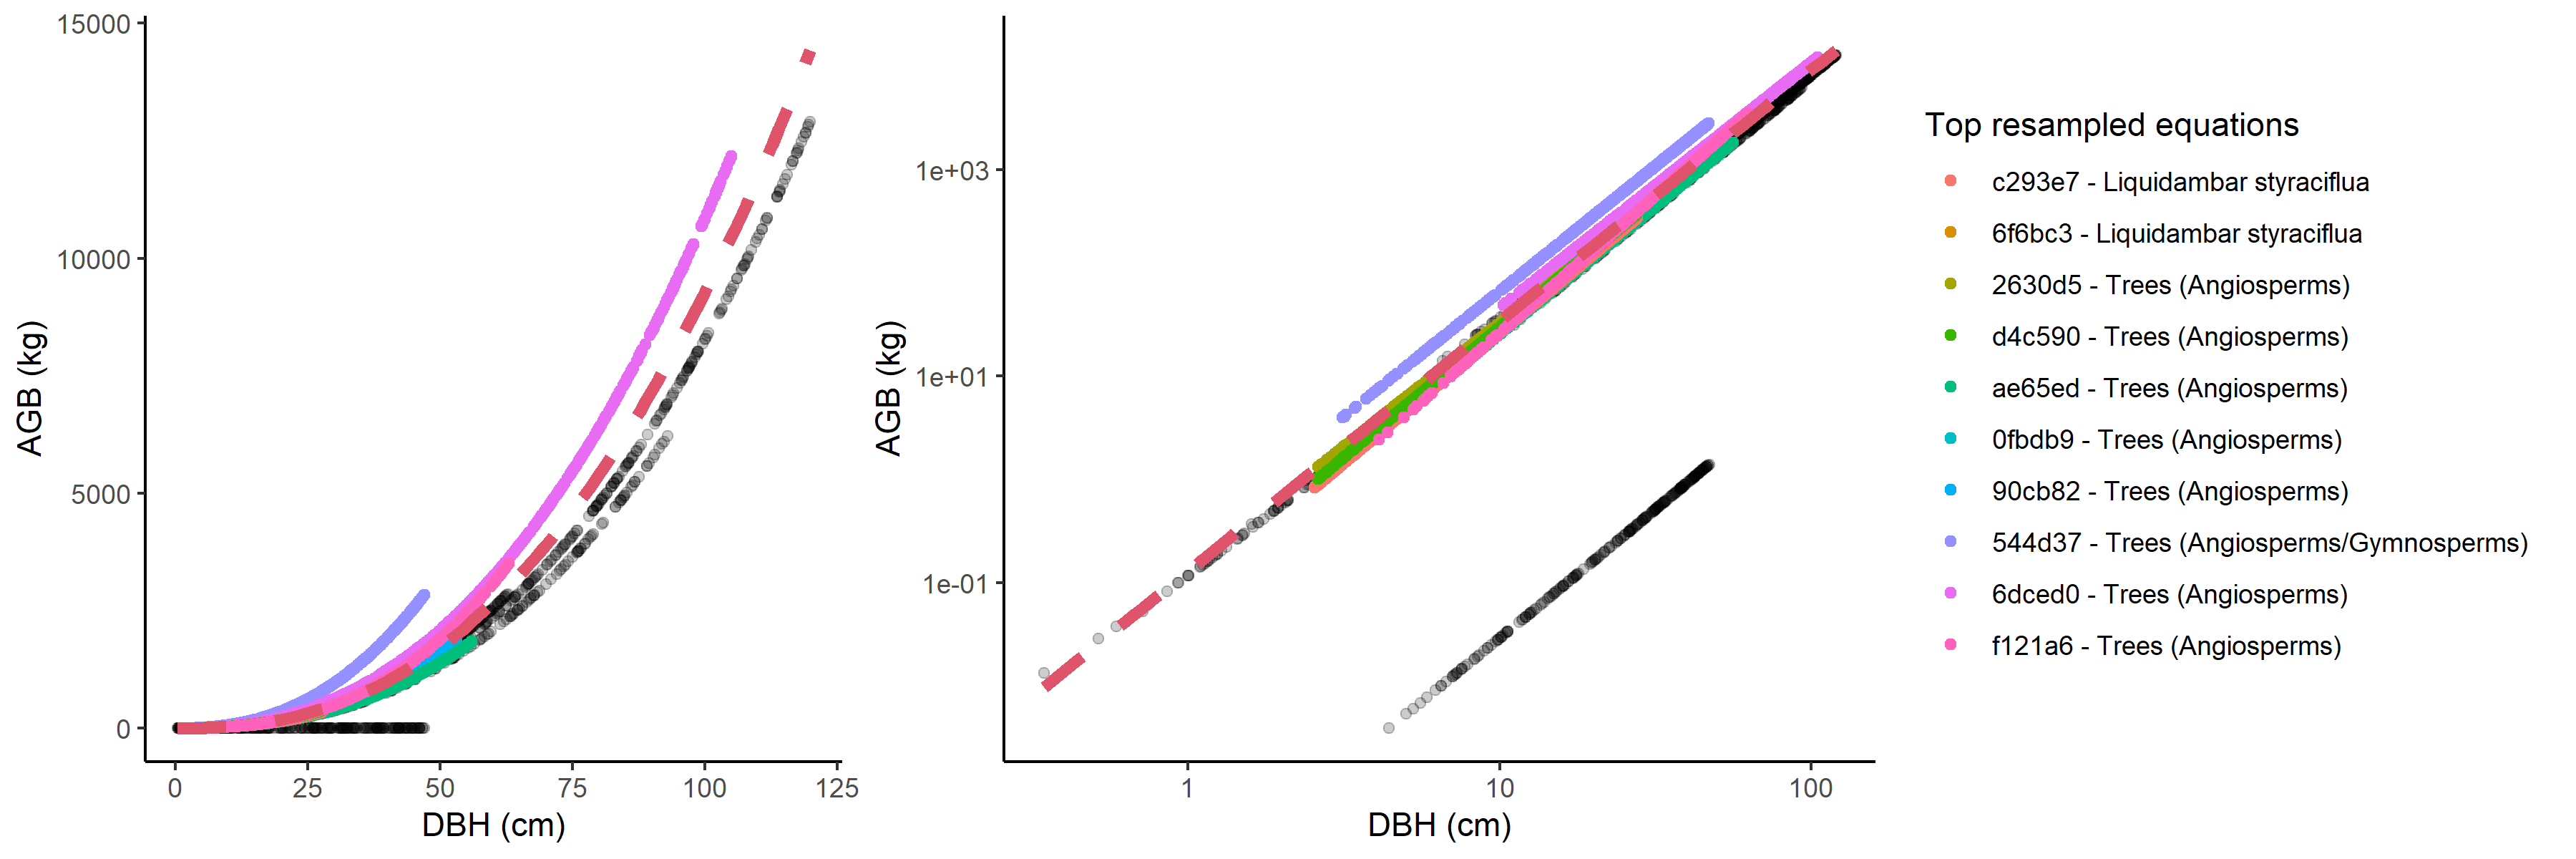 15000
10000
5000
0
AGB (kg)
0 25 50 75 100 125
DBH (cm)
1e+03
1e+01
1e-01
AGB (kg)
1 10 100
DBH (cm)
Top resampled equations
c293e7 - Liquidambar styraciflua
6f6bc3 - Liquidambar styraciflua
2630d5 - Trees (Angiosperms)
d4c590 - Trees (Angiosperms)
ae65ed - Trees (Angiosperms)
0fbdb9 - Trees (Angiosperms)
90cb82 - Trees (Angiosperms)
544d37 - Trees (Angiosperms/Gymnosperms)
6dced0 - Trees (Angiosperms)
f121a6 - Trees (Angiosperms)